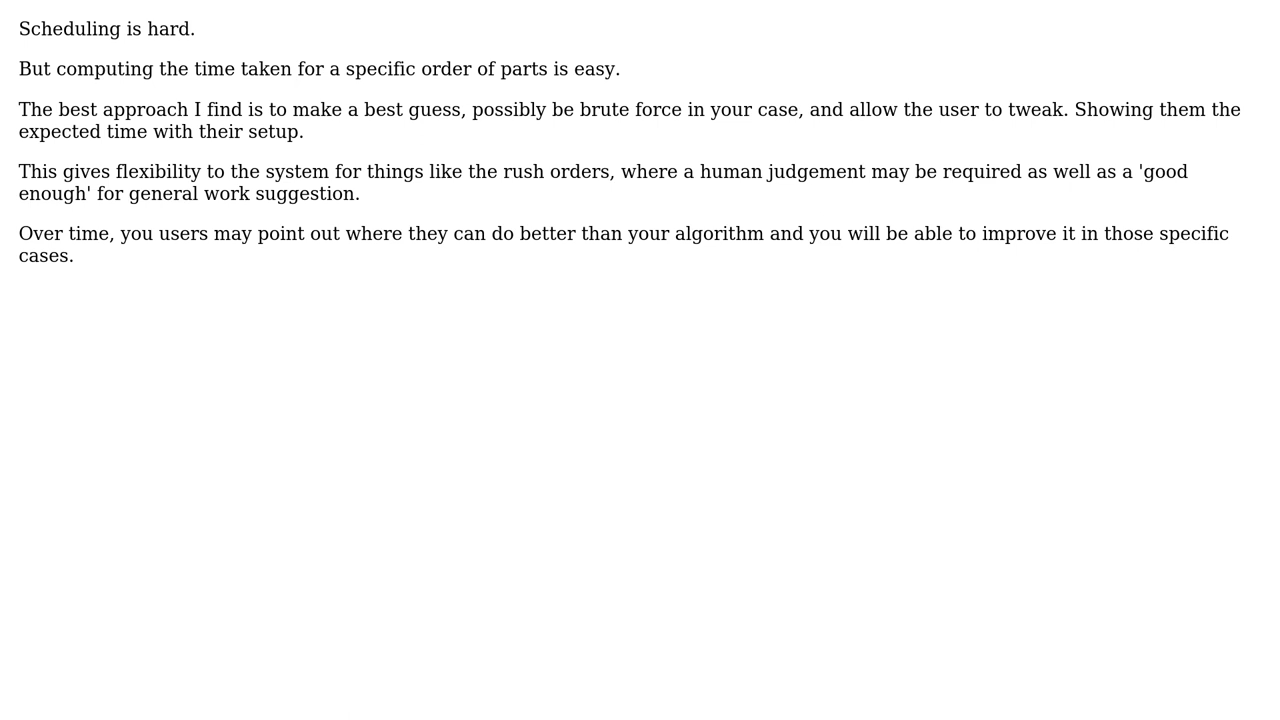 Scheduling is hard.
But computing the time taken for a specific order of parts is easy.
The best approach I find is to make a best guess, possibly be brute force in your case, and allow the user to tweak. Showing them the
expected time with their setup.
This gives flexibility to the system for things like the rush orders, where a human judgement may be required as well as a 'good
enough' for general work suggestion.
Over time, you users may point out where they can do better than your algorithm and you will be able to improve it in those specific
cases.